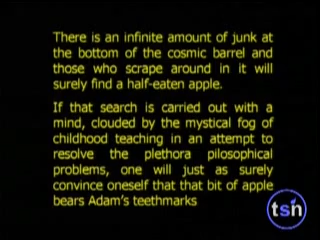 There is an infinite amount of junk at
the bottom of the cosmic barrel and
those who scrape around in it will
surely find a half-eaten apple.
If that search is carried out with a
mind, clouded by the mystical fog of
childhood teaching in an attempt to
resolve the plethora pilosophical
problems, one will just as surely
convince oneself that that bit of apple
bears Adam's teethmarks
tsn